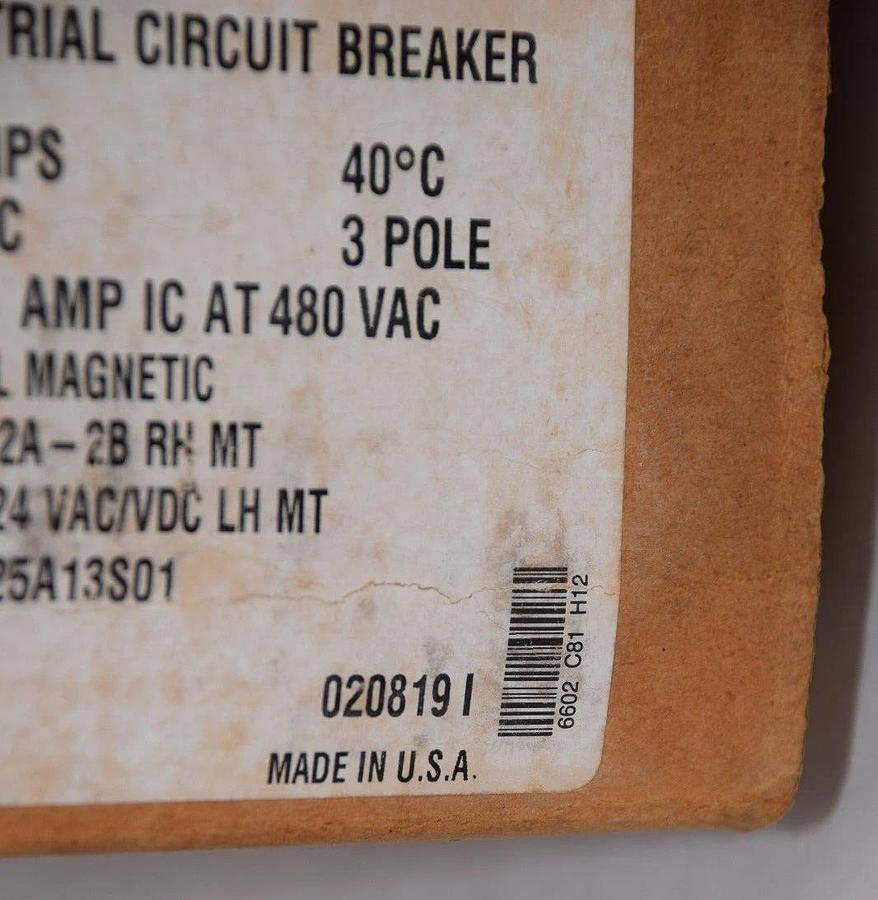 TRIAL CIRCUIT BREAKER
MPS 40°C
C 3 POLE
AMP IC AT 480 VAC
L MAGNETIC
2A – 2B RH MT
24 VAC/VDC LH MT
25A13S01
6602 C81 H12
020819 I
MADE IN U.S.A.